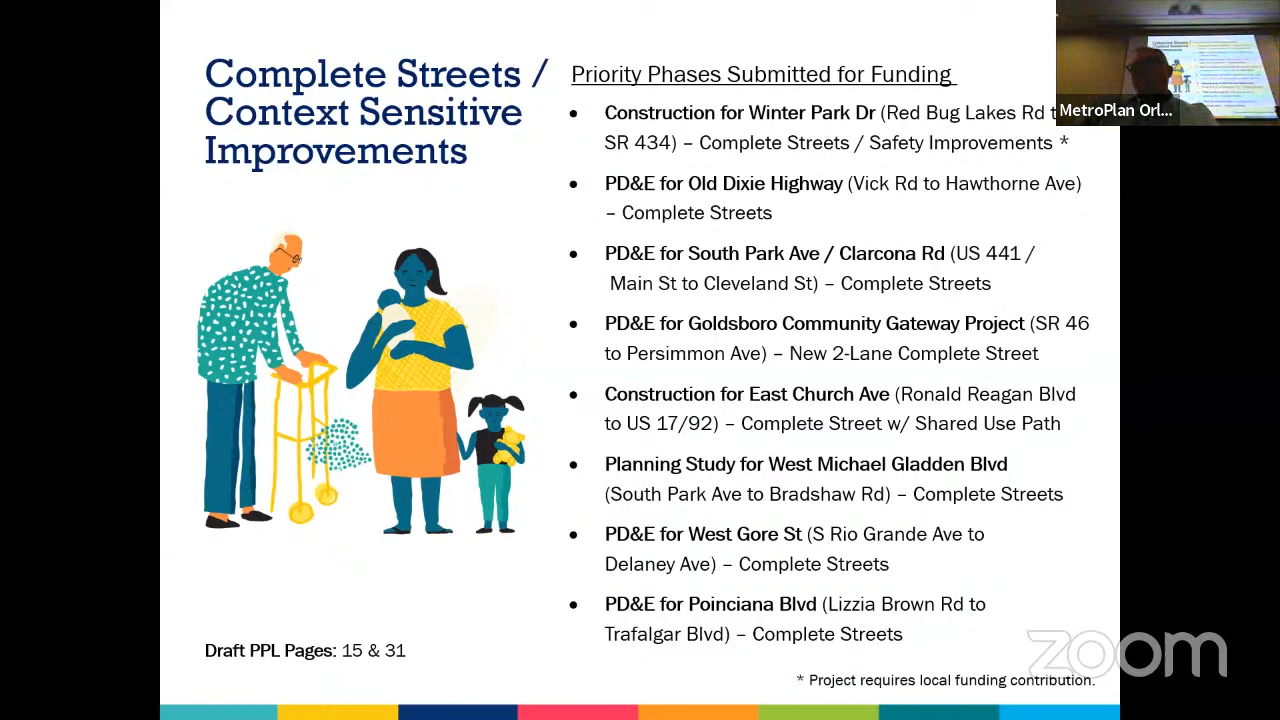 Complete Streets /
Context Sensitive
Improvements
Priority Phases Submitted for Funding
• Construction for Winter Park Dr (Red Bug Lakes Rd
SR 434) – Complete Streets / Safety Improvements *
• PD&E for Old Dixie Highway (Vick Rd to Hawthorne Ave)
– Complete Streets
• PD&E for South Park Ave / Clarcona Rd (US 441 /
Main St to Cleveland St) – Complete Streets
• PD&E for Goldsboro Community Gateway Project (SR 46
to Persimmon Ave) – New 2-Lane Complete Street
• Construction for East Church Ave (Ronald Reagan Blvd
to US 17/92) – Complete Street w/ Shared Use Path
• Planning Study for West Michael Gladden Blvd
(South Park Ave to Bradshaw Rd) – Complete Streets
• PD&E for West Gore St (S Rio Grande Ave to
Delaney Ave) – Complete Streets
• PD&E for Poinciana Blvd (Lizzia Brown Rd to
Trafalgar Blvd) – Complete Streets
Draft PPL Pages: 15 & 31
* Project requires local funding contribution.
MetroPlan Orl...
zoom